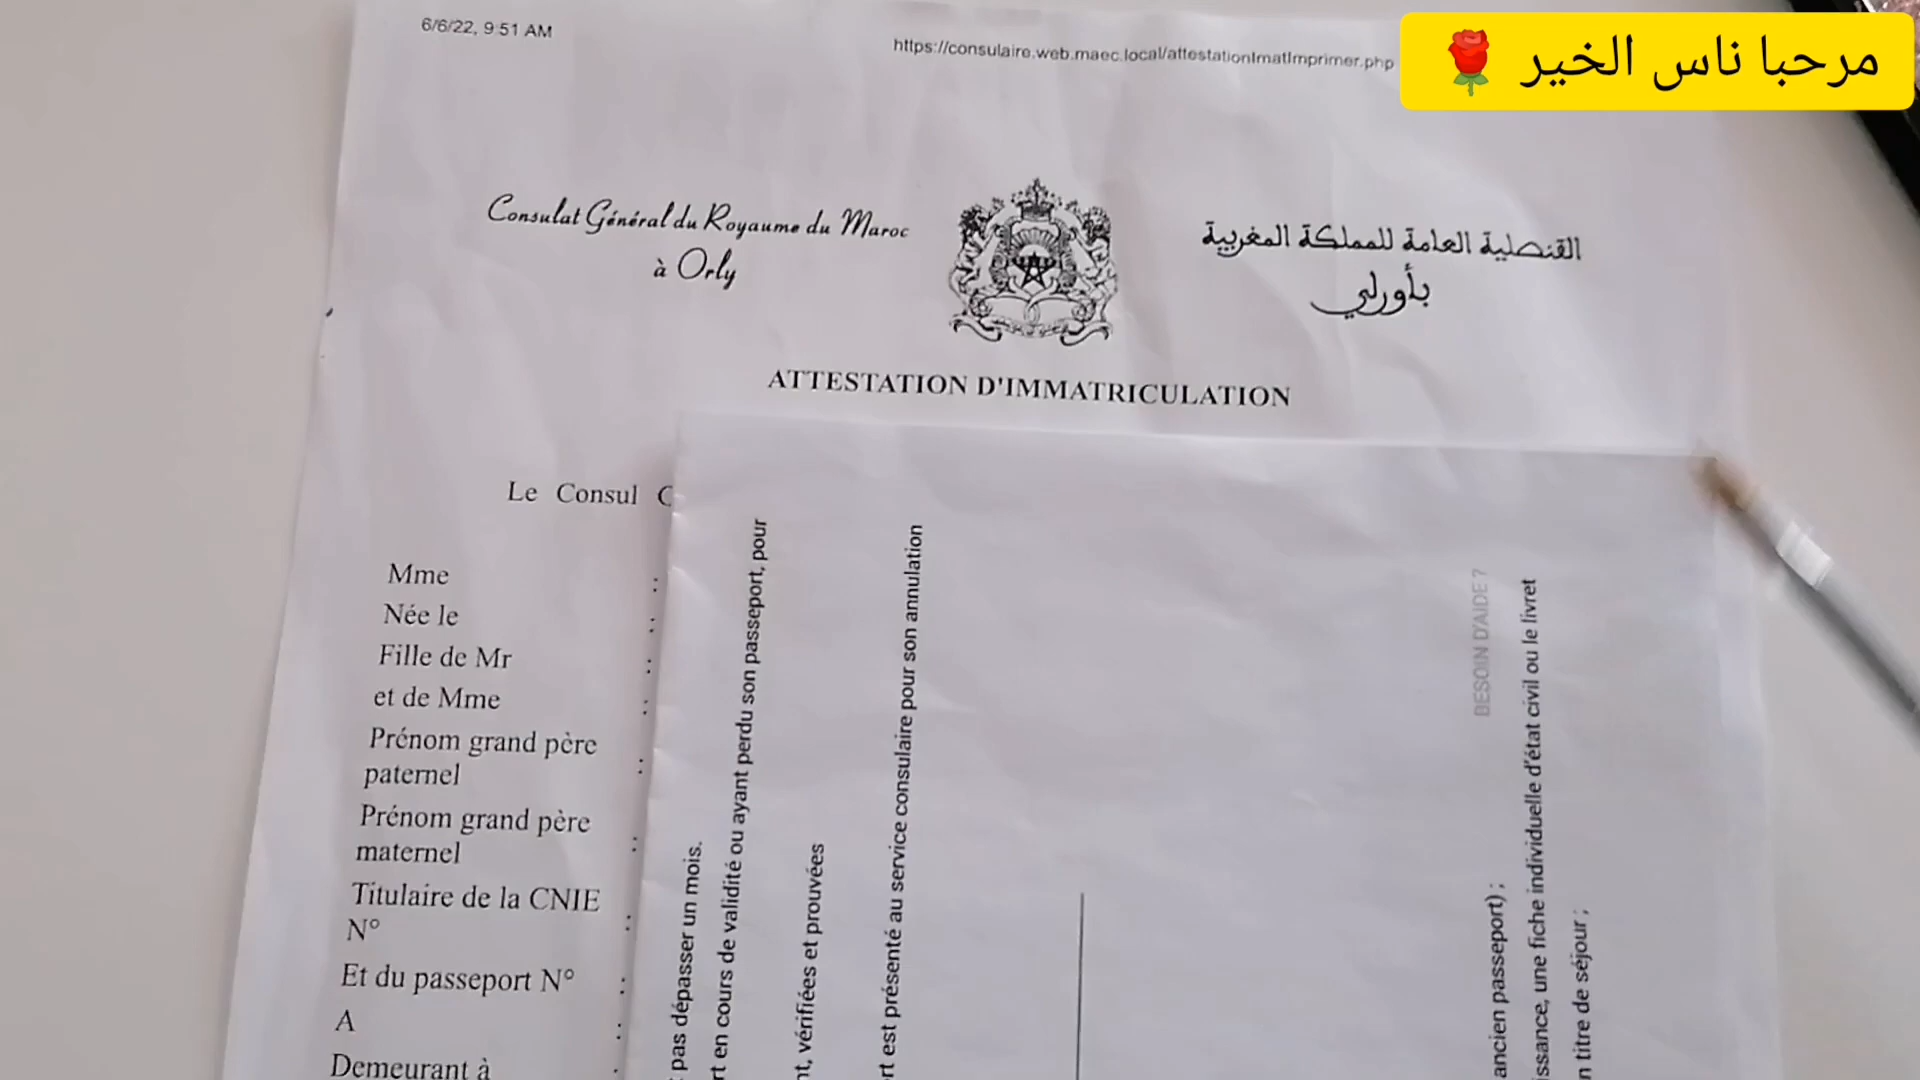 6/6/22, 9:51 AM
https://consulaire.web.maec.local/attestationImatImprimer.php
مرحبا ناس الخير 🌹
Consulat Général du Royaume du Maroc
à Orly
القنصلية العامة للمملكة المغربية
بأورلي
ATTESTATION D'IMMATRICULATION
Le Consul
Mme :
Née le :
Fille de Mr :
et de Mme :
Prénom grand père
paternel :
Prénom grand père
maternel :
Titulaire de la CNIE
N° :
Et du passeport N° :
A :
Demeurant à :
pas dépasser un mois.
rt en cours de validité ou ayant perdu son passeport, pour
nt, vérifiées et prouvées
rt est présenté au service consulaire pour son annulation
BESOIN D'AIDE ?
ancien passeport) ;
issance, une fiche individuelle d'état civil ou le livret
n titre de séjour ;